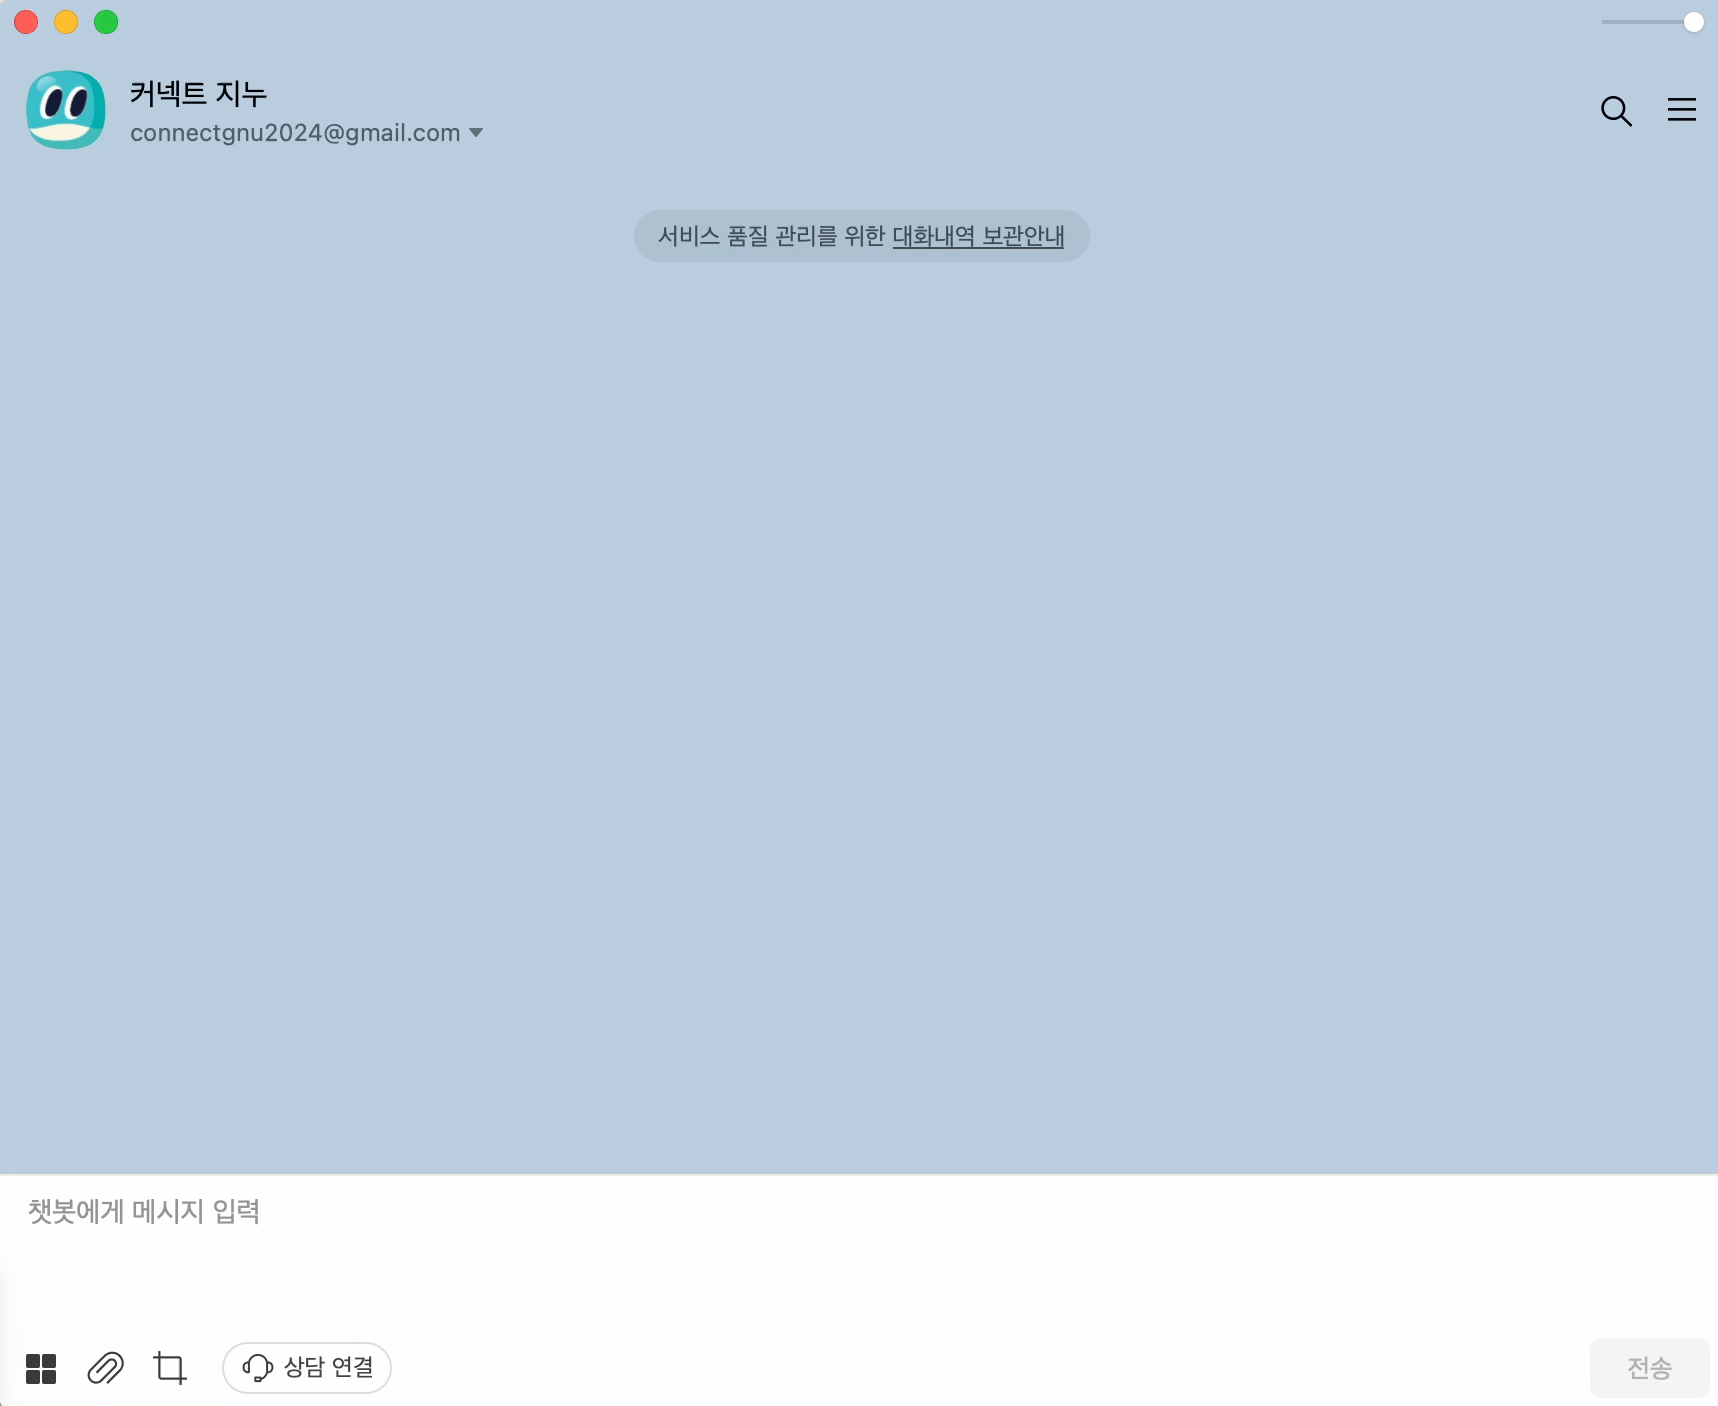 커넥트 지누
connectgnu2024@gmail.com
서비스 품질 관리를 위한 대화내역 보관안내
챗봇에게 메시지 입력
상담 연결
전송